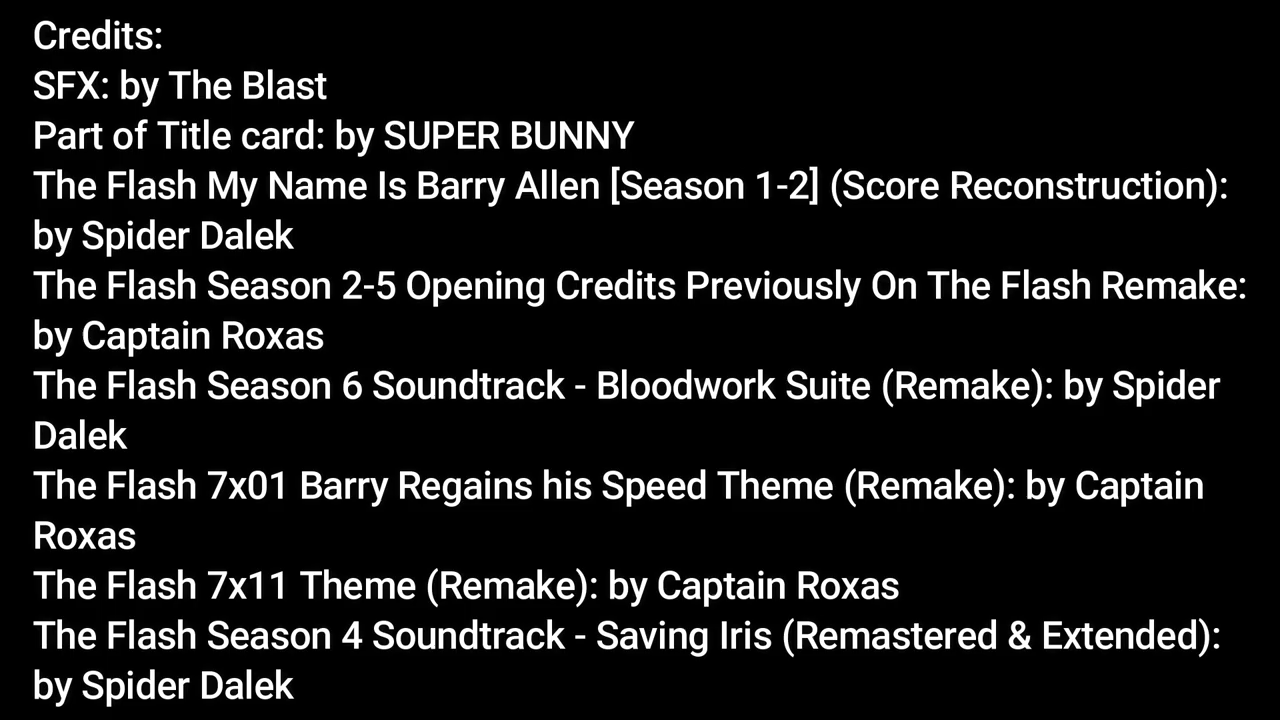 Credits:
SFX: by The Blast
Part of Title card: by SUPER BUNNY
The Flash My Name Is Barry Allen [Season 1-2] (Score Reconstruction):
by Spider Dalek
The Flash Season 2-5 Opening Credits Previously On The Flash Remake:
by Captain Roxas
The Flash Season 6 Soundtrack - Bloodwork Suite (Remake): by Spider
Dalek
The Flash 7x01 Barry Regains his Speed Theme (Remake): by Captain
Roxas
The Flash 7x11 Theme (Remake): by Captain Roxas
The Flash Season 4 Soundtrack - Saving Iris (Remastered & Extended):
by Spider Dalek